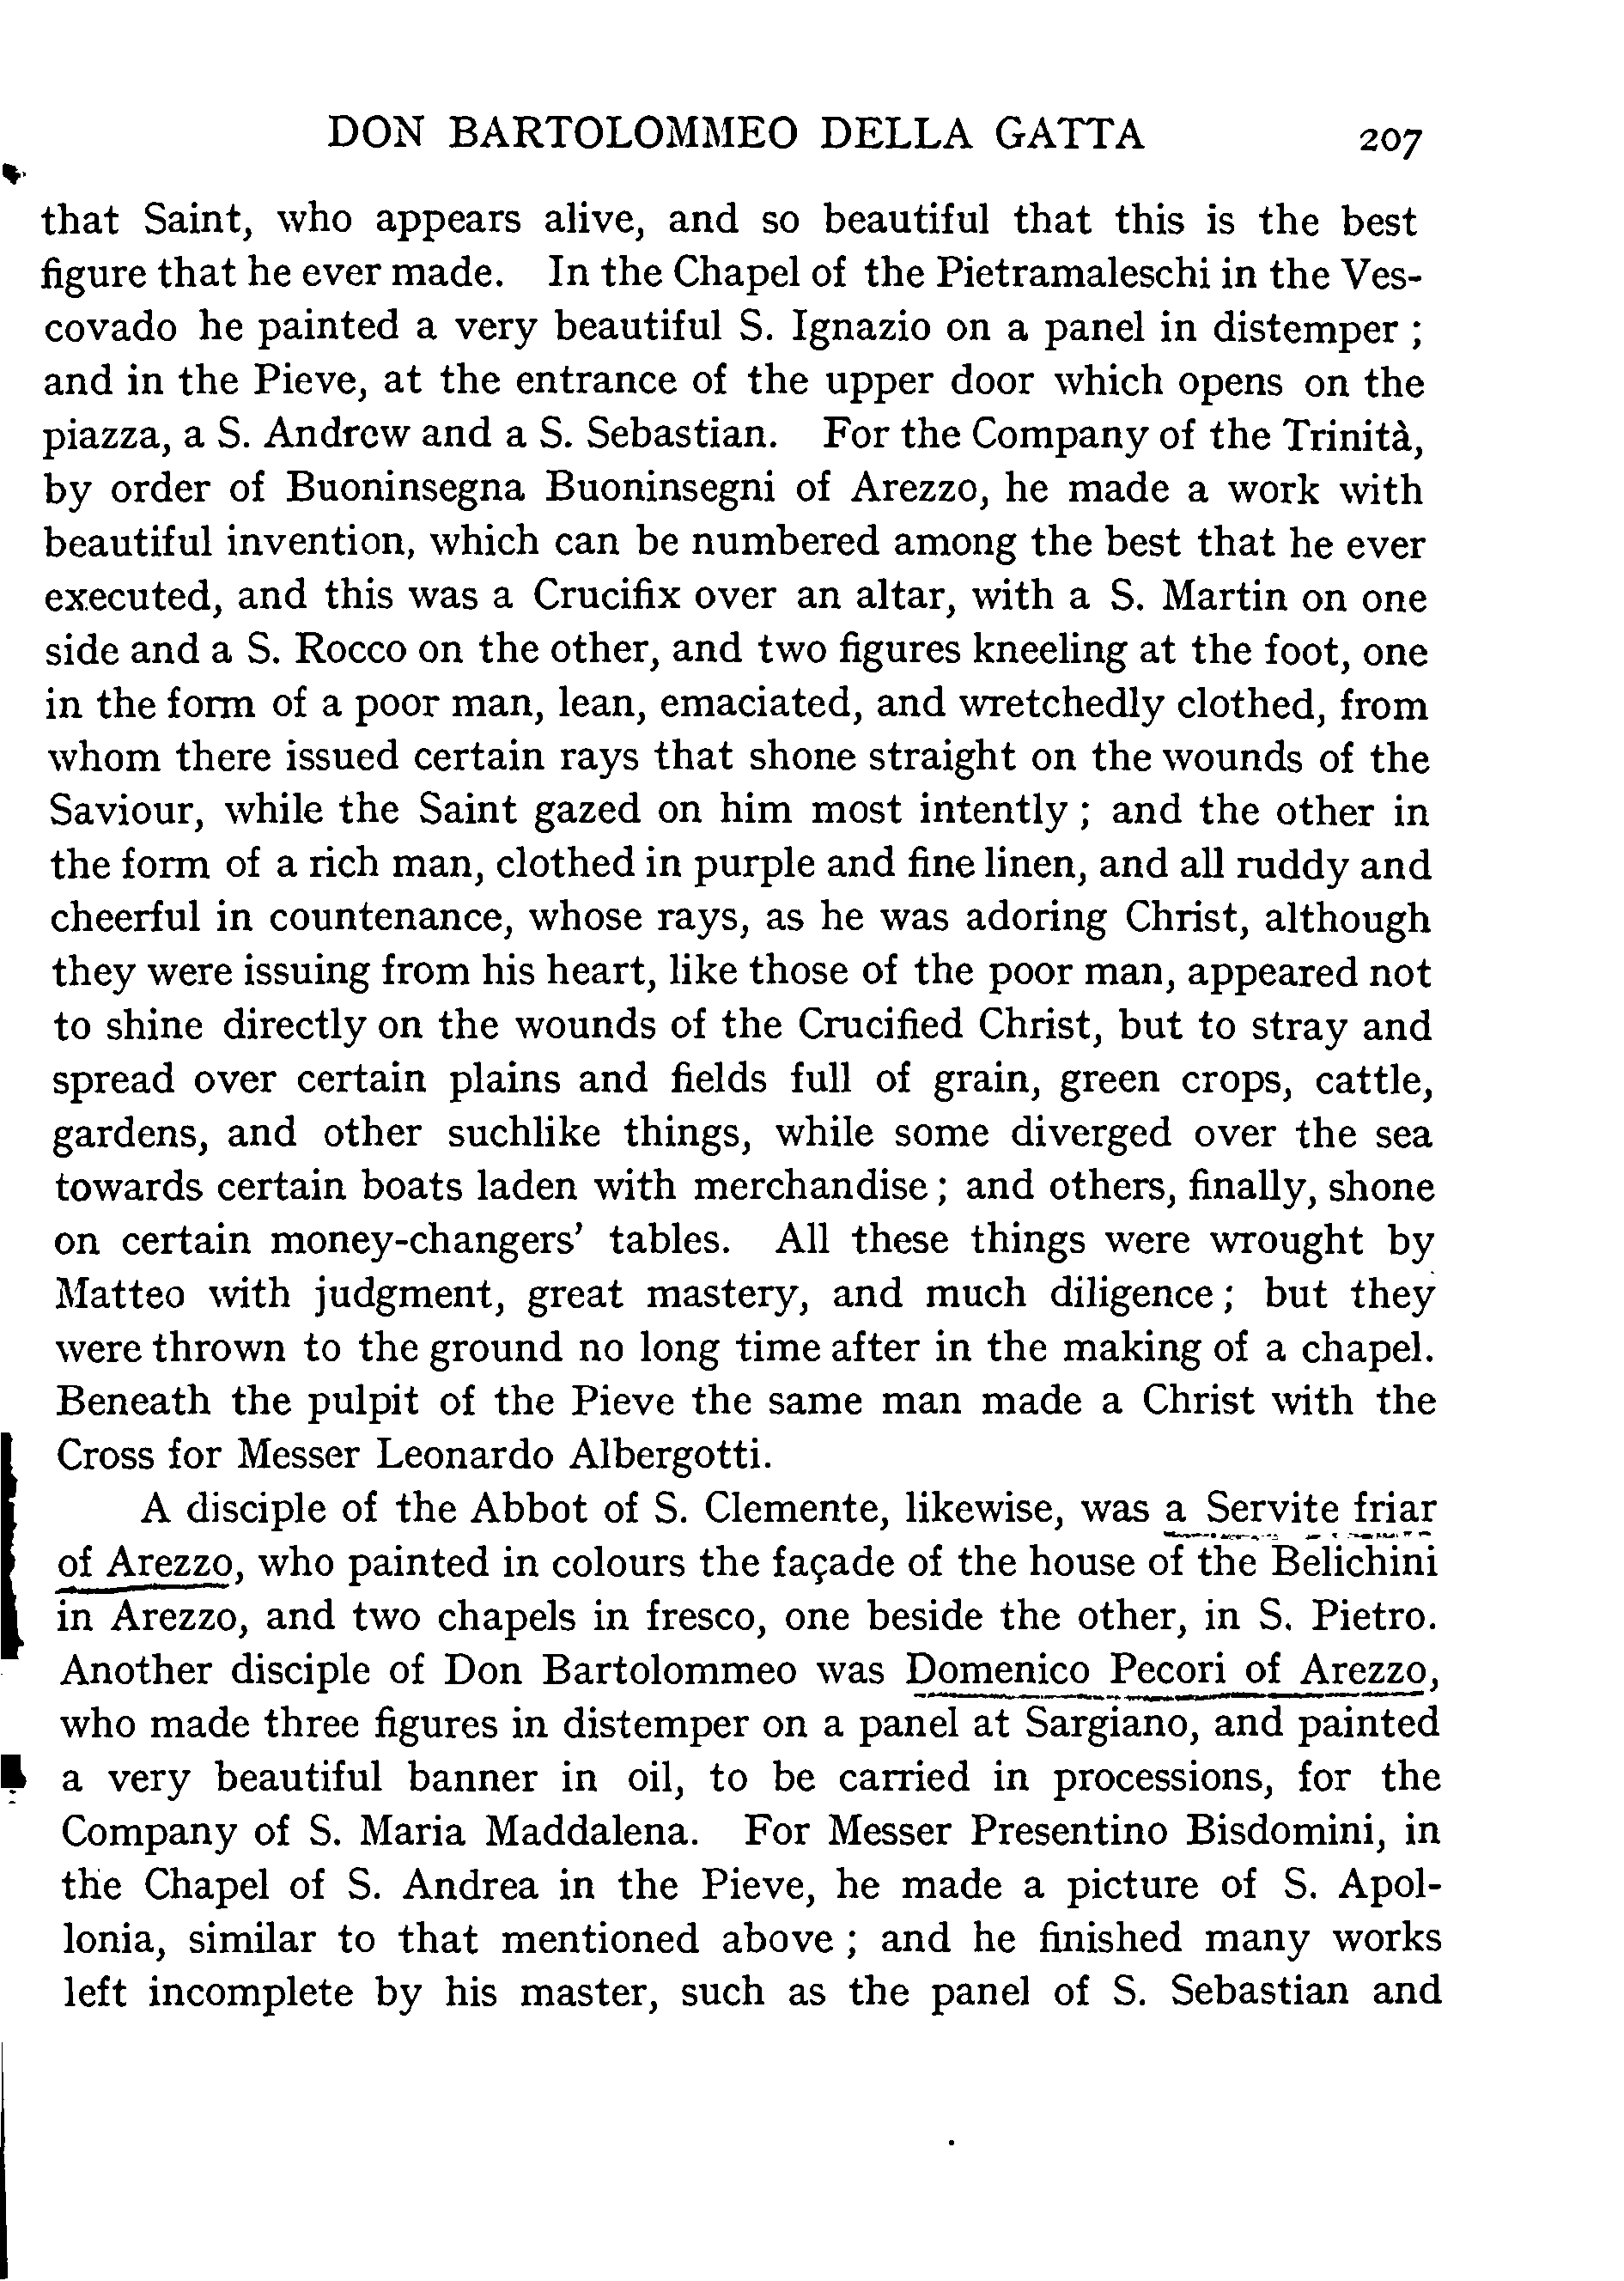 DON BARTOLOMMEO DELLA GATTA 207
that Saint, who appears alive, and so beautiful that this is the best
figure that he ever made. In the Chapel of the Pietramaleschi in the Ves-
covado he painted a very beautiful S. Ignazio on a panel in distemper ;
and in the Pieve, at the entrance of the upper door which opens on the
piazza, a S. Andrew and a S. Sebastian. For the Company of the Trinità,
by order of Buoninsegna Buoninsegni of Arezzo, he made a work with
beautiful invention, which can be numbered among the best that he ever
executed, and this was a Crucifix over an altar, with a S. Martin on one
side and a S. Rocco on the other, and two figures kneeling at the foot, one
in the form of a poor man, lean, emaciated, and wretchedly clothed, from
whom there issued certain rays that shone straight on the wounds of the
Saviour, while the Saint gazed on him most intently ; and the other in
the form of a rich man, clothed in purple and fine linen, and all ruddy and
cheerful in countenance, whose rays, as he was adoring Christ, although
they were issuing from his heart, like those of the poor man, appeared not
to shine directly on the wounds of the Crucified Christ, but to stray and
spread over certain plains and fields full of grain, green crops, cattle,
gardens, and other suchlike things, while some diverged over the sea
towards certain boats laden with merchandise ; and others, finally, shone
on certain money-changers' tables. All these things were wrought by
Matteo with judgment, great mastery, and much diligence ; but they
were thrown to the ground no long time after in the making of a chapel.
Beneath the pulpit of the Pieve the same man made a Christ with the
Cross for Messer Leonardo Albergotti.
A disciple of the Abbot of S. Clemente, likewise, was a Servite friar
of Arezzo, who painted in colours the façade of the house of the Belichini
in Arezzo, and two chapels in fresco, one beside the other, in S. Pietro.
Another disciple of Don Bartolommeo was Domenico Pecori of Arezzo,
who made three figures in distemper on a panel at Sargiano, and painted
a very beautiful banner in oil, to be carried in processions, for the
Company of S. Maria Maddalena. For Messer Presentino Bisdomini, in
the Chapel of S. Andrea in the Pieve, he made a picture of S. Apol-
lonia, similar to that mentioned above ; and he finished many works
left incomplete by his master, such as the panel of S. Sebastian and